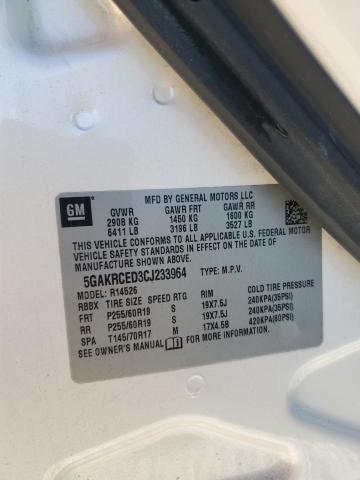 GM
MFD BY GENERAL MOTORS LLC
GVWR GAWR FRT GAWR RR
2908 KG 1450 KG 1600 KG
6411 LB 3196 LB 3527 LB
THIS VEHICLE CONFORMS TO ALL APPLICABLE
U.S. FEDERAL MOTOR VEHICLE SAFETY
STANDARDS IN EFFECT ON THE DATE OF
MANUFACTURE SHOWN ABOVE.
5GAKRCED3CJ233964 TYPE: M.P.V.
MODEL: R14526
RBBX TIRE SIZE SPEED RTG RIM COLD TIRE PRESSURE
FRT P255/60R19 S 19X7.5J 240KPA(35PSI)
RR P255/60R19 S 19X7.5J 240KPA(35PSI)
SPA T145/70R17 M 17X4.5B 420KPA(60PSI)
SEE OWNER'S MANUAL FOR ADDITIONAL INFORMATION.